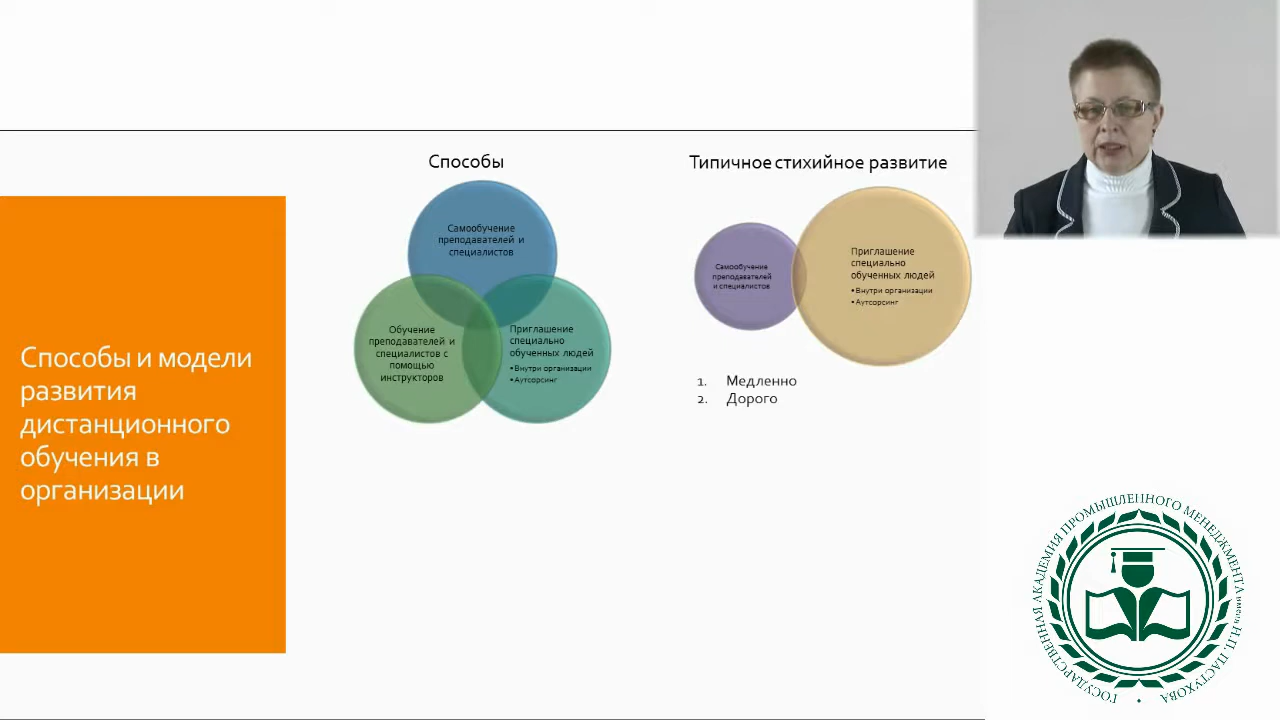 Способы и модели
развития
дистанционного
обучения в
организации
Способы
Самообучение
преподавателей и
специалистов
Обучение
преподавателей и
специалистов с
помощью
инструкторов
Приглашение
специально
обученных людей
•Внутри организации
•Аутсорсинг
Типичное стихийное развитие
Самообучение
преподавателей
и специалистов
Приглашение
специально
обученных людей
•Внутри организации
•Аутсорсинг
1. Медленно
2. Дорого
ГОСУДАРСТВЕННАЯ АКАДЕМИЯ ПРОМЫШЛЕННОГО МЕНЕДЖМЕНТА имени Н.П. ПАСТУХОВА